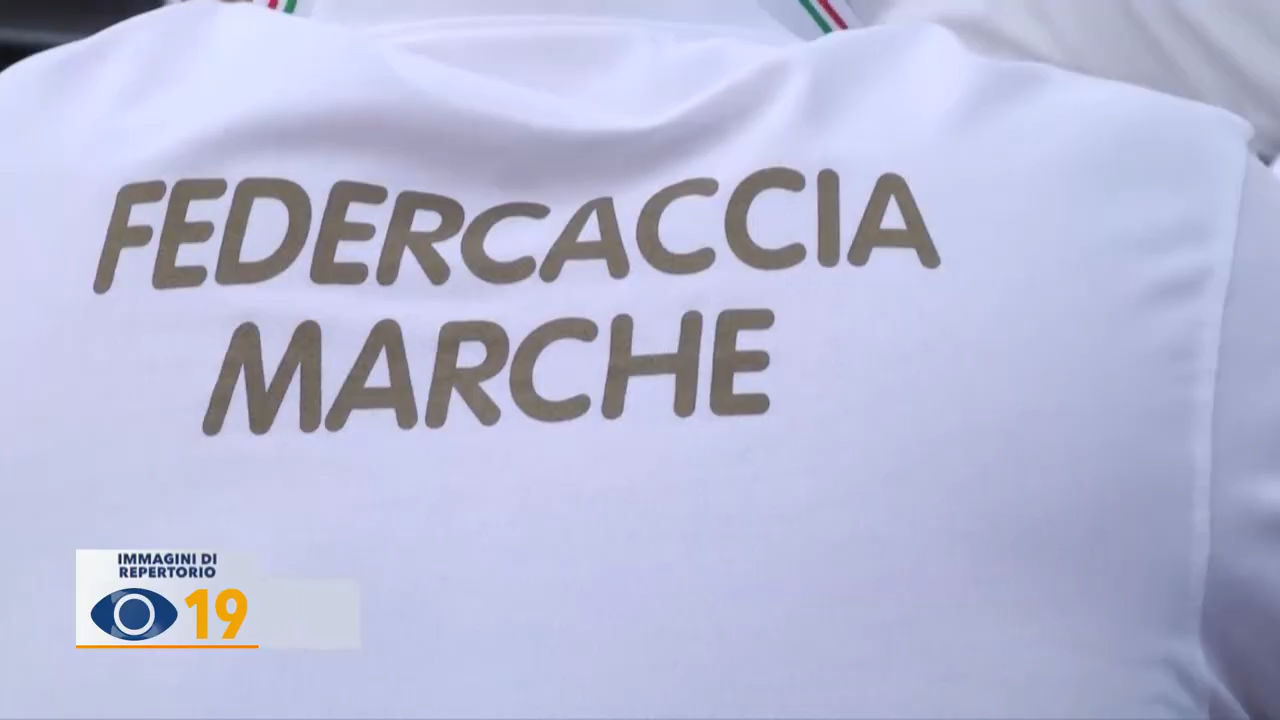 FEDERCACCIA
MARCHE
IMMAGINI DI
REPERTORIO
19